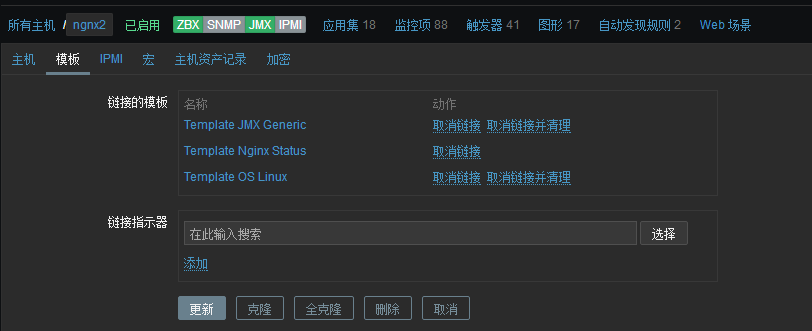 所有主机 / ngnx2 已启用 ZBX SNMP JMX IPMI 应用集 18 监控项 88 触发器 41 图形 17 自动发现规则 2 Web 场景
主机 模板 IPMI 宏 主机资产记录 加密
链接的模板 名称 动作
Template JMX Generic 取消链接 取消链接并清理
Template Nginx Status 取消链接
Template OS Linux 取消链接 取消链接并清理
链接指示器
在此输入搜索 选择
添加
更新 克隆 全克隆 删除 取消